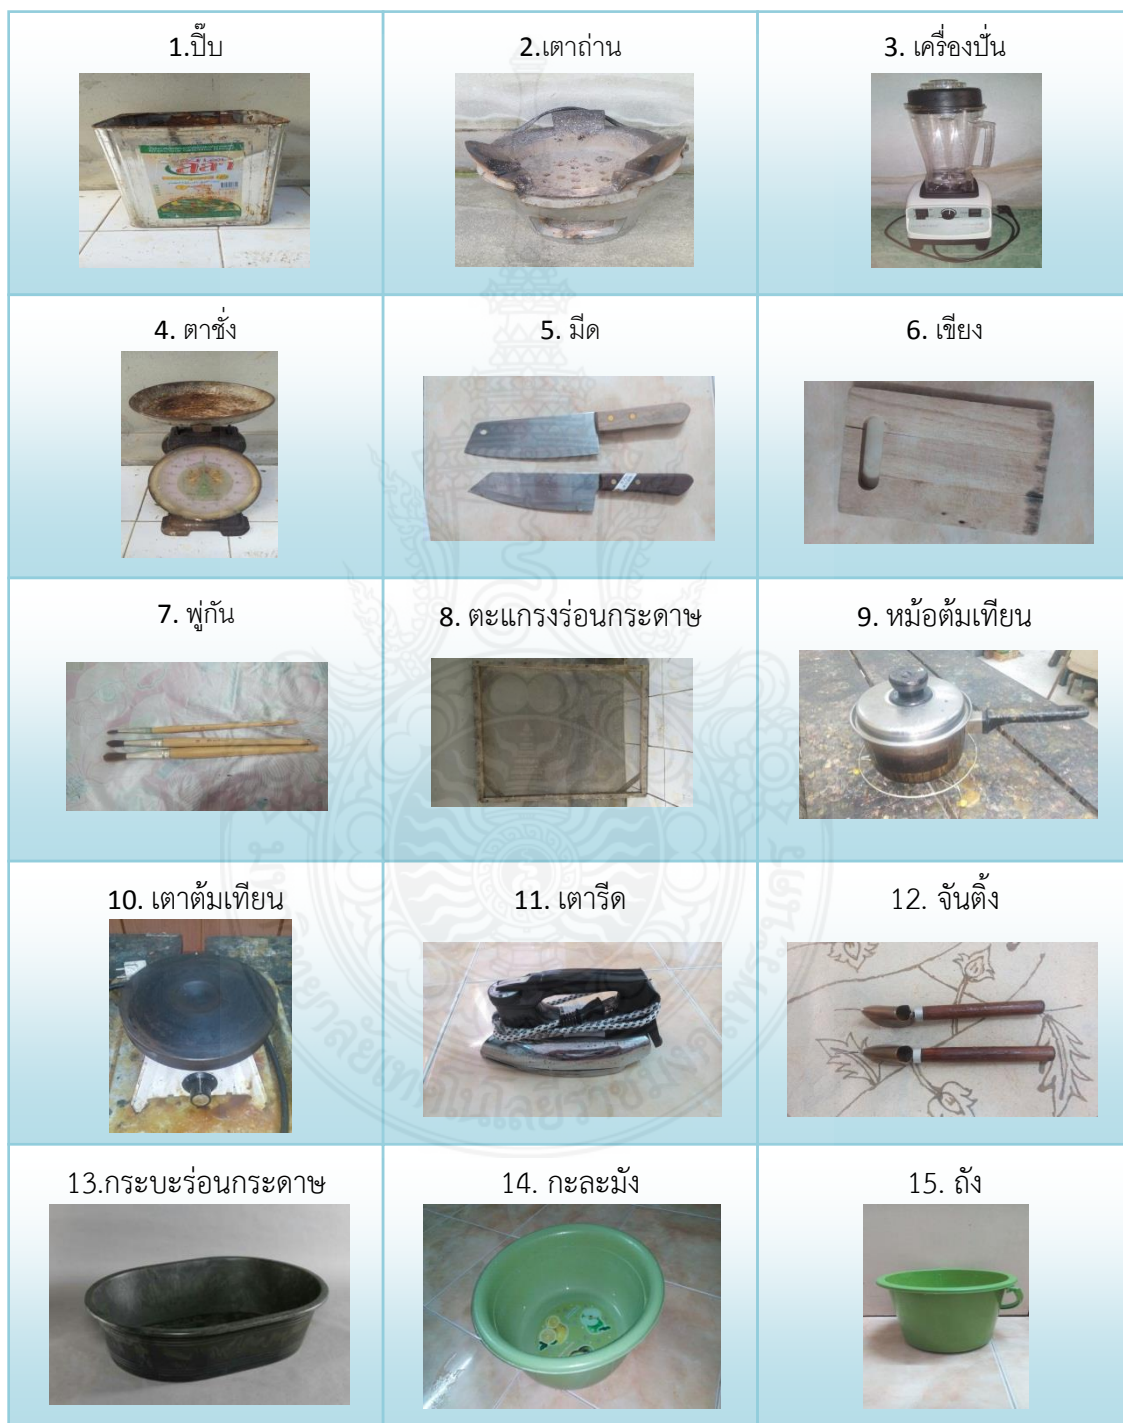 1.ปี๊บ
2.เตาถ่าน
3. เครื่องปั่น
4. ตาชั่ง
5. มีด
6. เขียง
7. พู่กัน
8. ตะแกรงร่อนกระดาษ
9. หม้อต้มเทียน
10. เตาต้มเทียน
11. เตารีด
12. จันติ้ง
13.กระบะร่อนกระดาษ
14. กะละมัง
15. ถัง